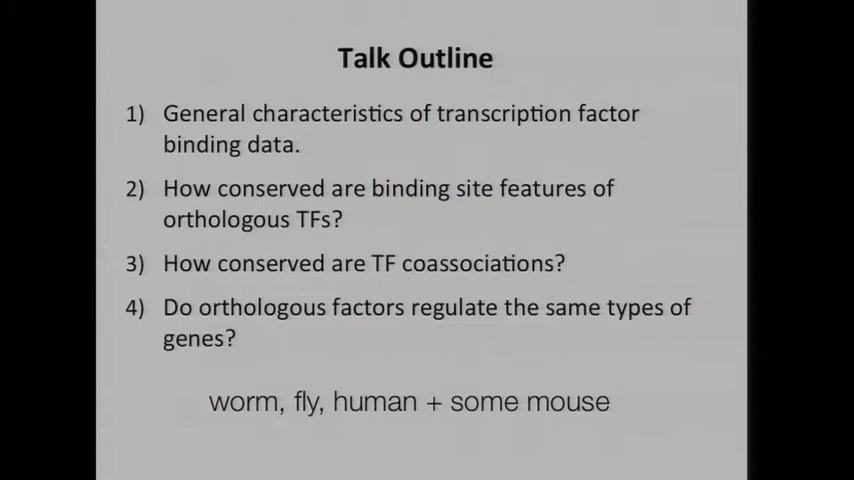 Talk Outline
1) General characteristics of transcription factor
binding data.
2) How conserved are binding site features of
orthologous TFs?
3) How conserved are TF coassociations?
4) Do orthologous factors regulate the same types of
genes?
worm, fly, human + some mouse